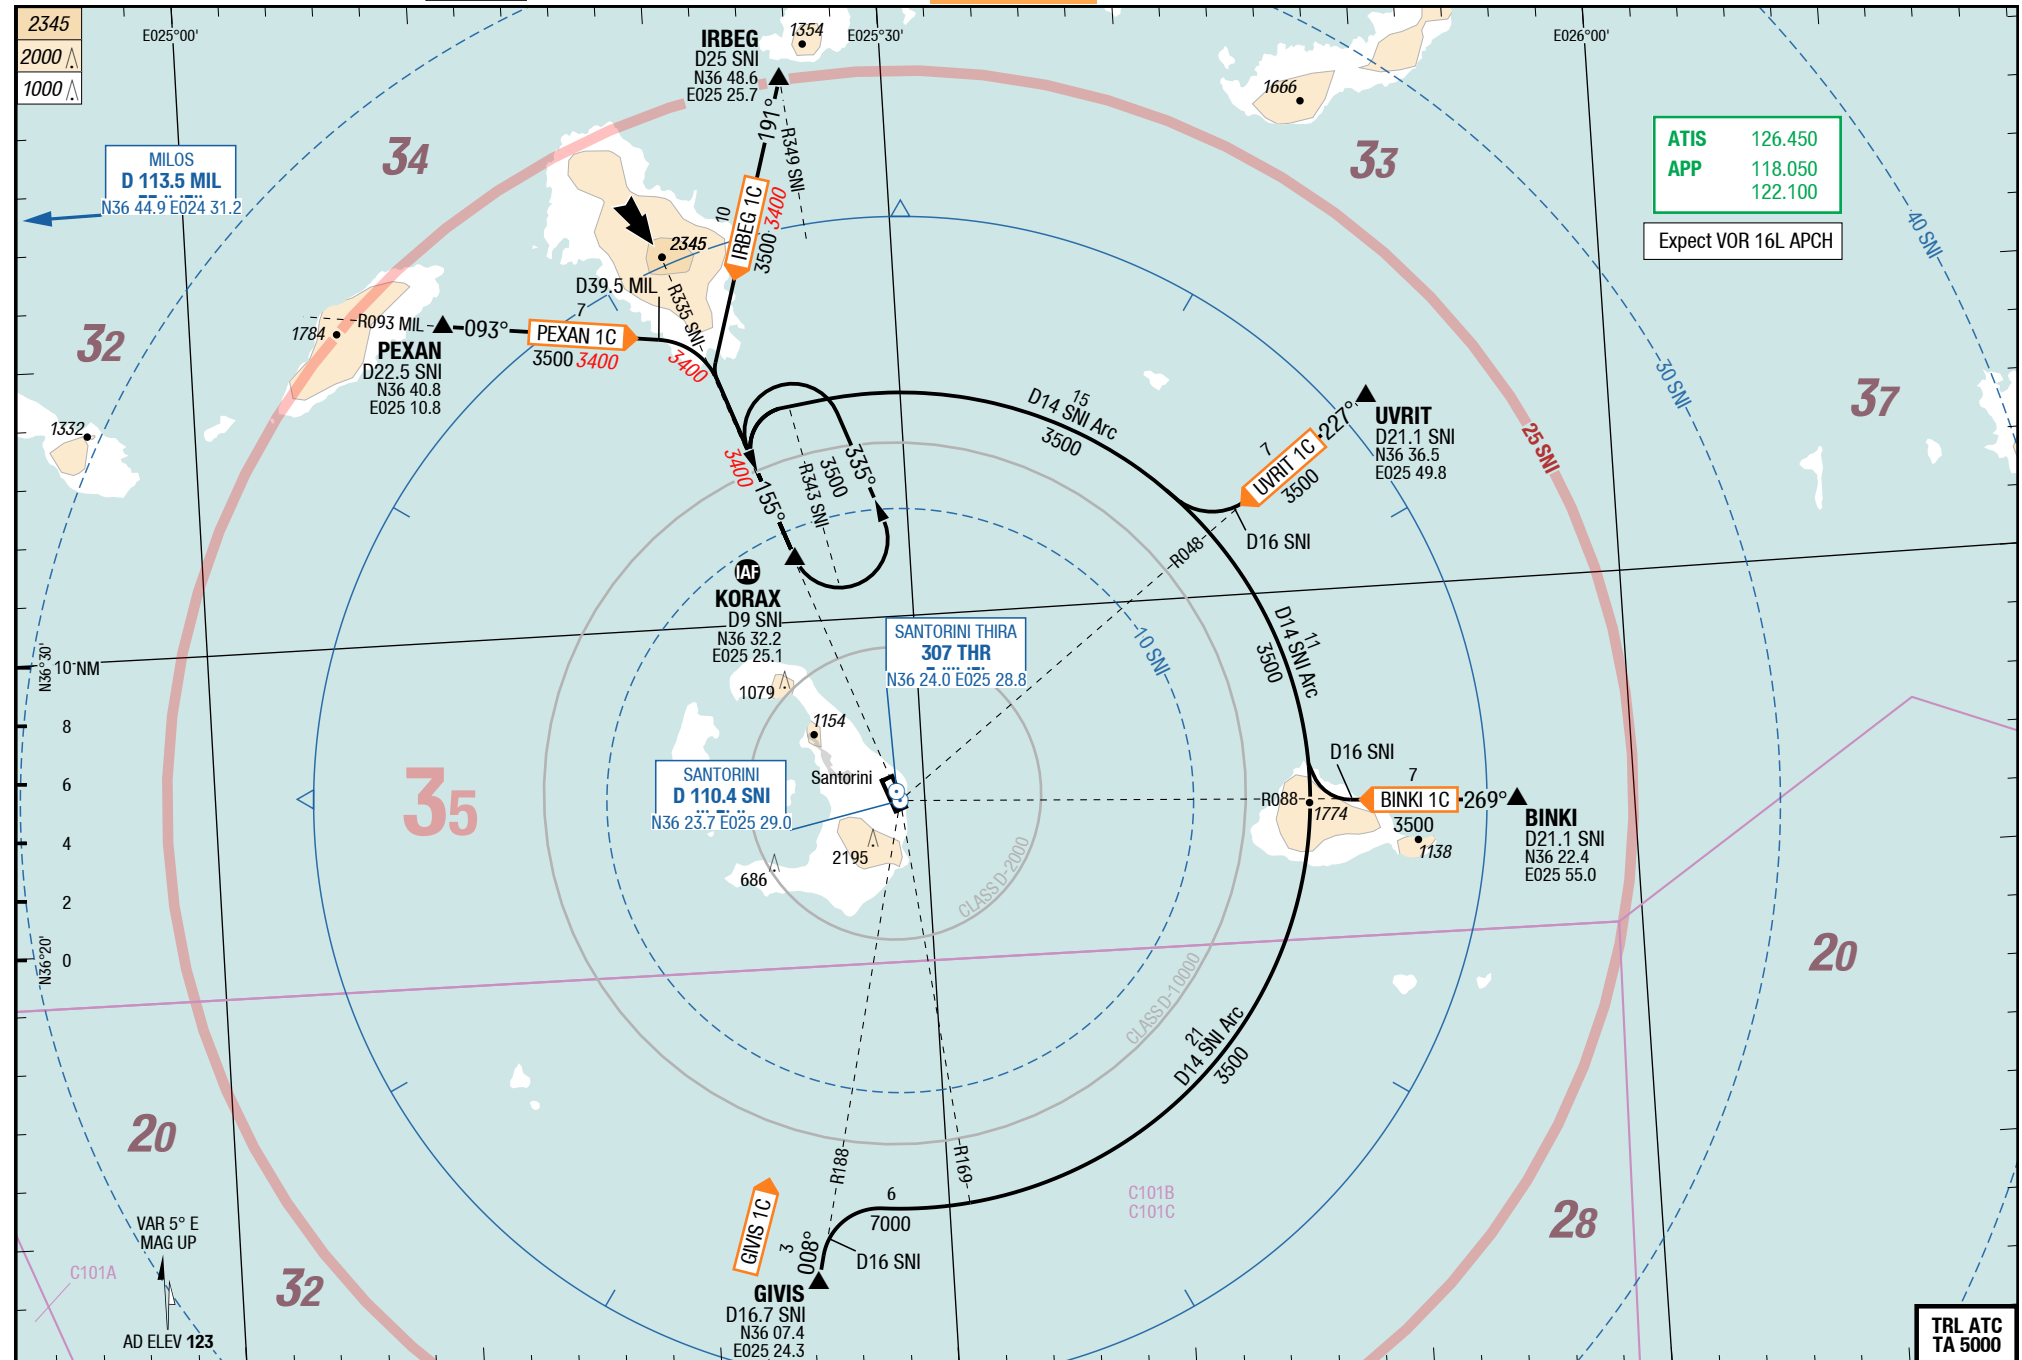 2345
2000
1000
E025°00'
E025°30'
E026°00'
IRBEG
D25 SNI
N36 48.6
E025 25.7
1354
1666
34
33
MILOS
D 113.5 MIL
N36 44.9 E024 31.2
ATIS 126.450
APP 118.050
122.100
Expect VOR 16L APCH
191°
R349 SNI
10
IRBEG 1C
3500 3400
40 SNI
2345
D39.5 MIL
R335 SNI
32
1784
R093 MIL
093°
7
PEXAN 1C
3500 3400
3400
PEXAN
D22.5 SNI
N36 40.8
E025 10.8
1332
30 SNI
37
15
D14 SNI Arc
3500
227°
7
UVRIT 1C
3500
UVRIT
D21.1 SNI
N36 36.5
E025 49.8
25 SNI
3400
155°
R343 SNI
3500
335°
D16 SNI
R048
IAF
KORAX
D9 SNI
N36 32.2
E025 25.1
SANTORINI THIRA
307 THR
N36 24.0 E025 28.8
10 SNI
11
D14 SNI Arc
3500
N36°30'
10 NM
8
6
4
2
0
N36°20'
1079
1154
Santorini
35
SANTORINI
D 110.4 SNI
N36 23.7 E025 29.0
2195
686
CLASS D-2000
CLASS D-10000
D16 SNI
R088
7
BINKI 1C
269°
3500
1774
1138
BINKI
D21.1 SNI
N36 22.4
E025 55.0
20
21
D14 SNI Arc
3500
20
R188
R169
C101B
C101C
28
GIVIS 1C
3
008°
6
7000
D16 SNI
GIVIS
D16.7 SNI
N36 07.4
E025 24.3
VAR 5° E
MAG UP
C101A
32
AD ELEV 123
TRL ATC
TA 5000